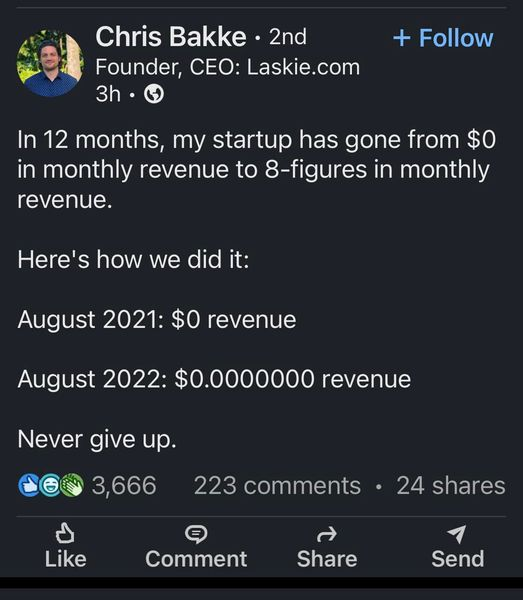 Chris Bakke • 2nd
+ Follow
Founder, CEO: Laskie.com
3h •
In 12 months, my startup has gone from $0
in monthly revenue to 8-figures in monthly
revenue.
Here's how we did it:
August 2021: $0 revenue
August 2022: $0.0000000 revenue
Never give up.
3,666
223 comments • 24 shares
Like
Comment
Share
Send